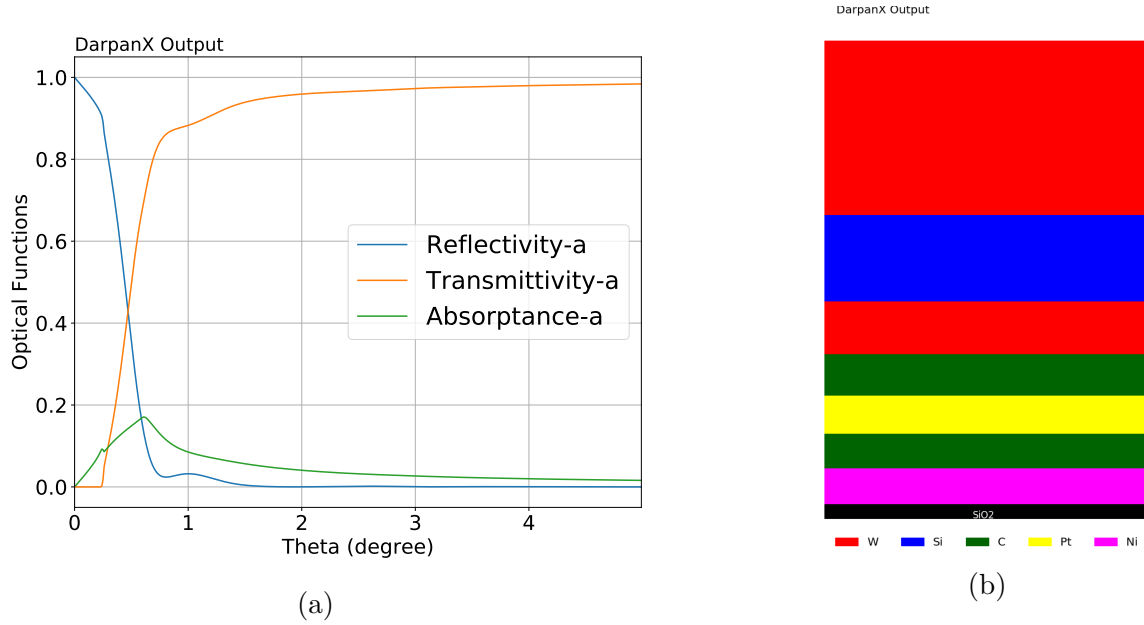 DarpanX Output
1.0
0.8
0.6
0.4
0.2
0.0
Optical Functions
Reflectivity-a
Transmittivity-a
Absorptance-a
0 1 2 3 4
Theta (degree)
(a)
DarpanX Output
SiO2
W Si C Pt Ni
(b)